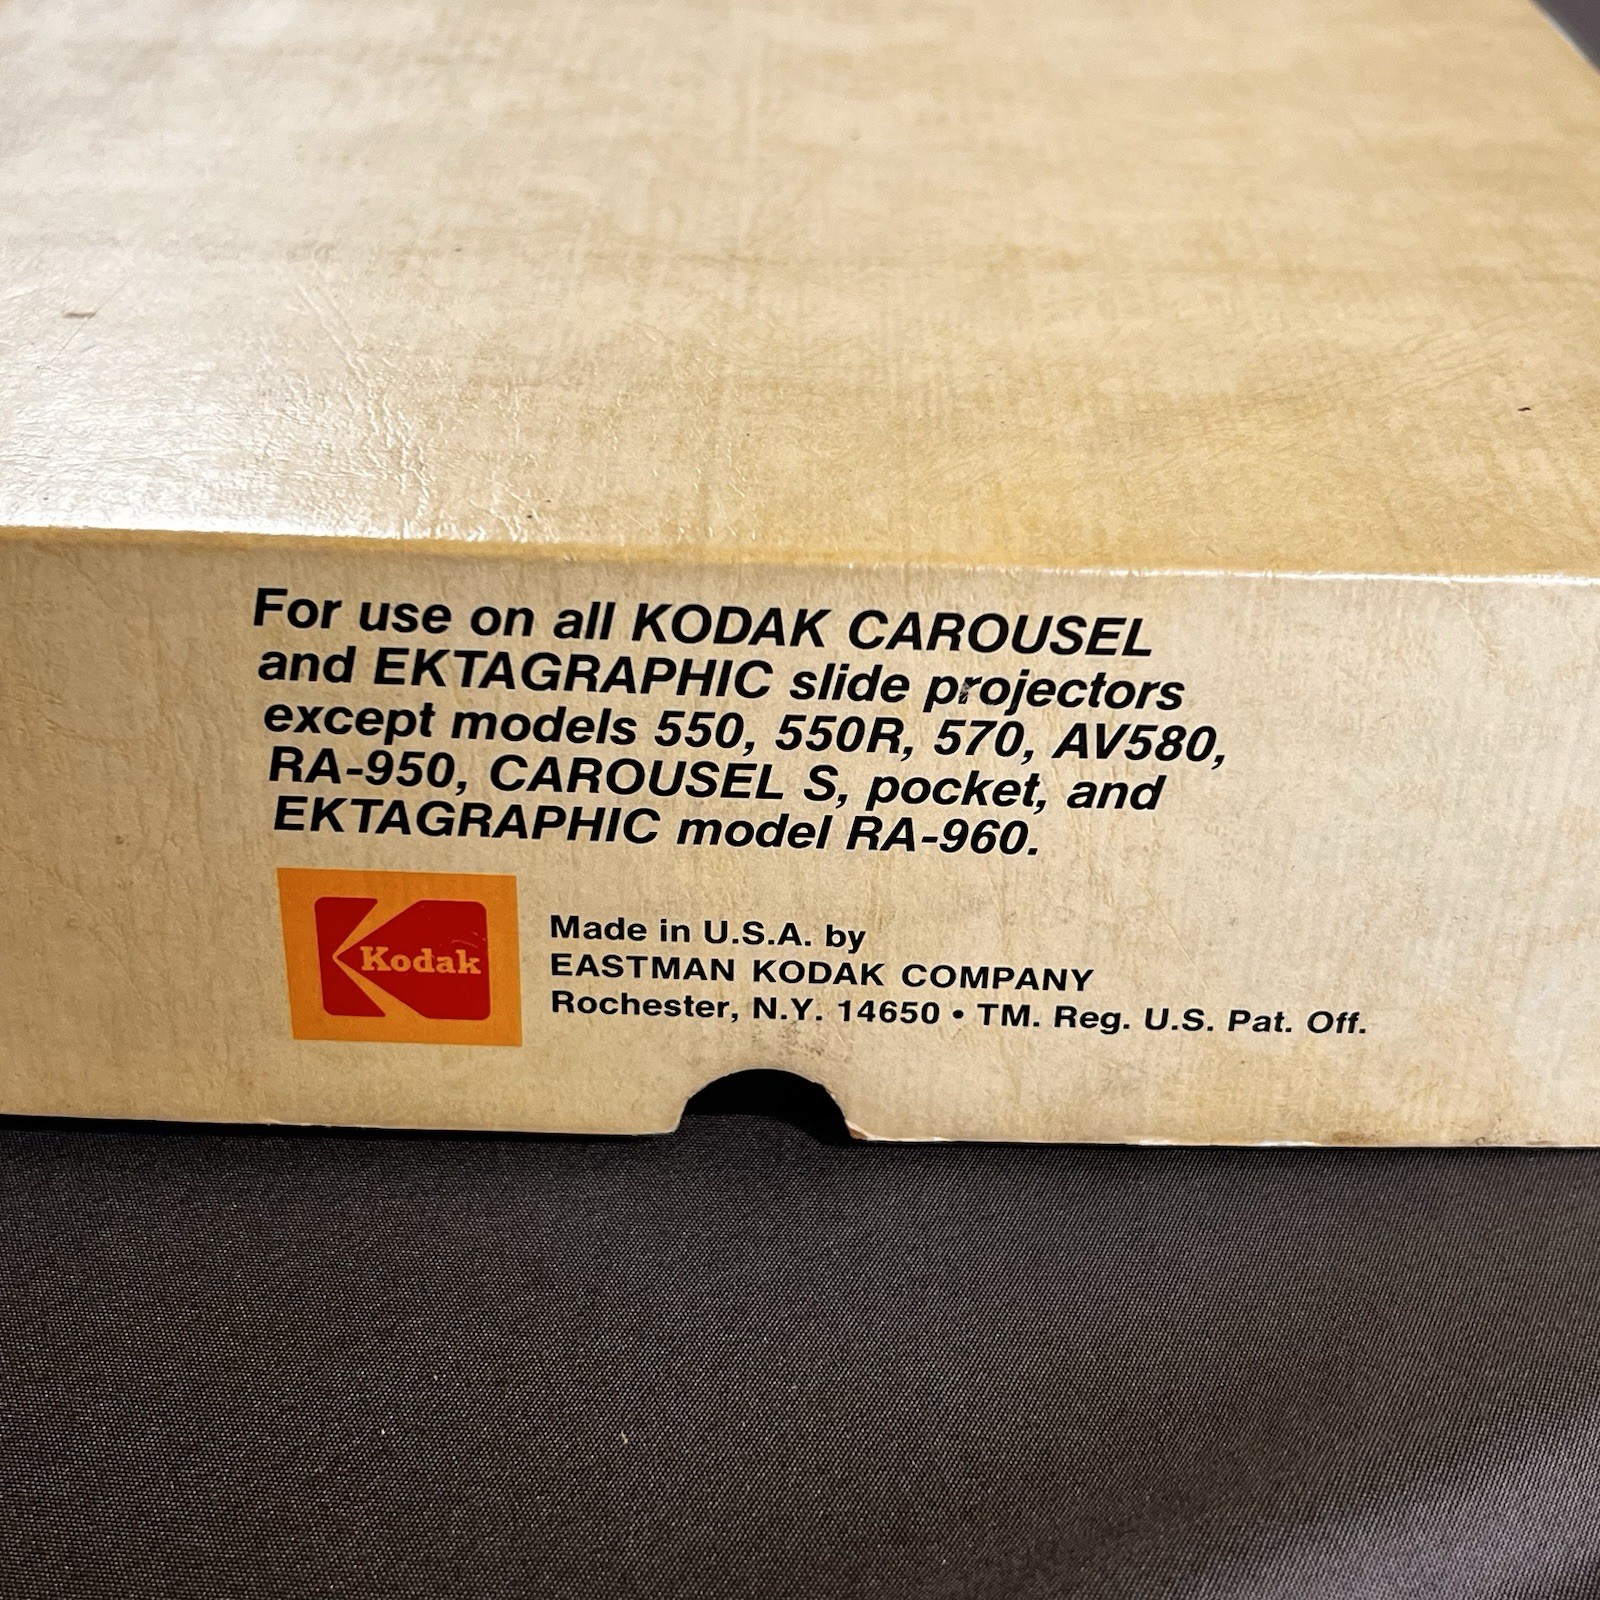 For use on all KODAK CAROUSEL
and EKTAGRAPHIC slide projectors
except models 550, 550R, 570, AV580,
RA-950, CAROUSEL S, pocket, and
EKTAGRAPHIC model RA-960.
Kodak
Made in U.S.A. by
EASTMAN KODAK COMPANY
Rochester, N.Y. 14650 • TM. Reg. U.S. Pat. Off.